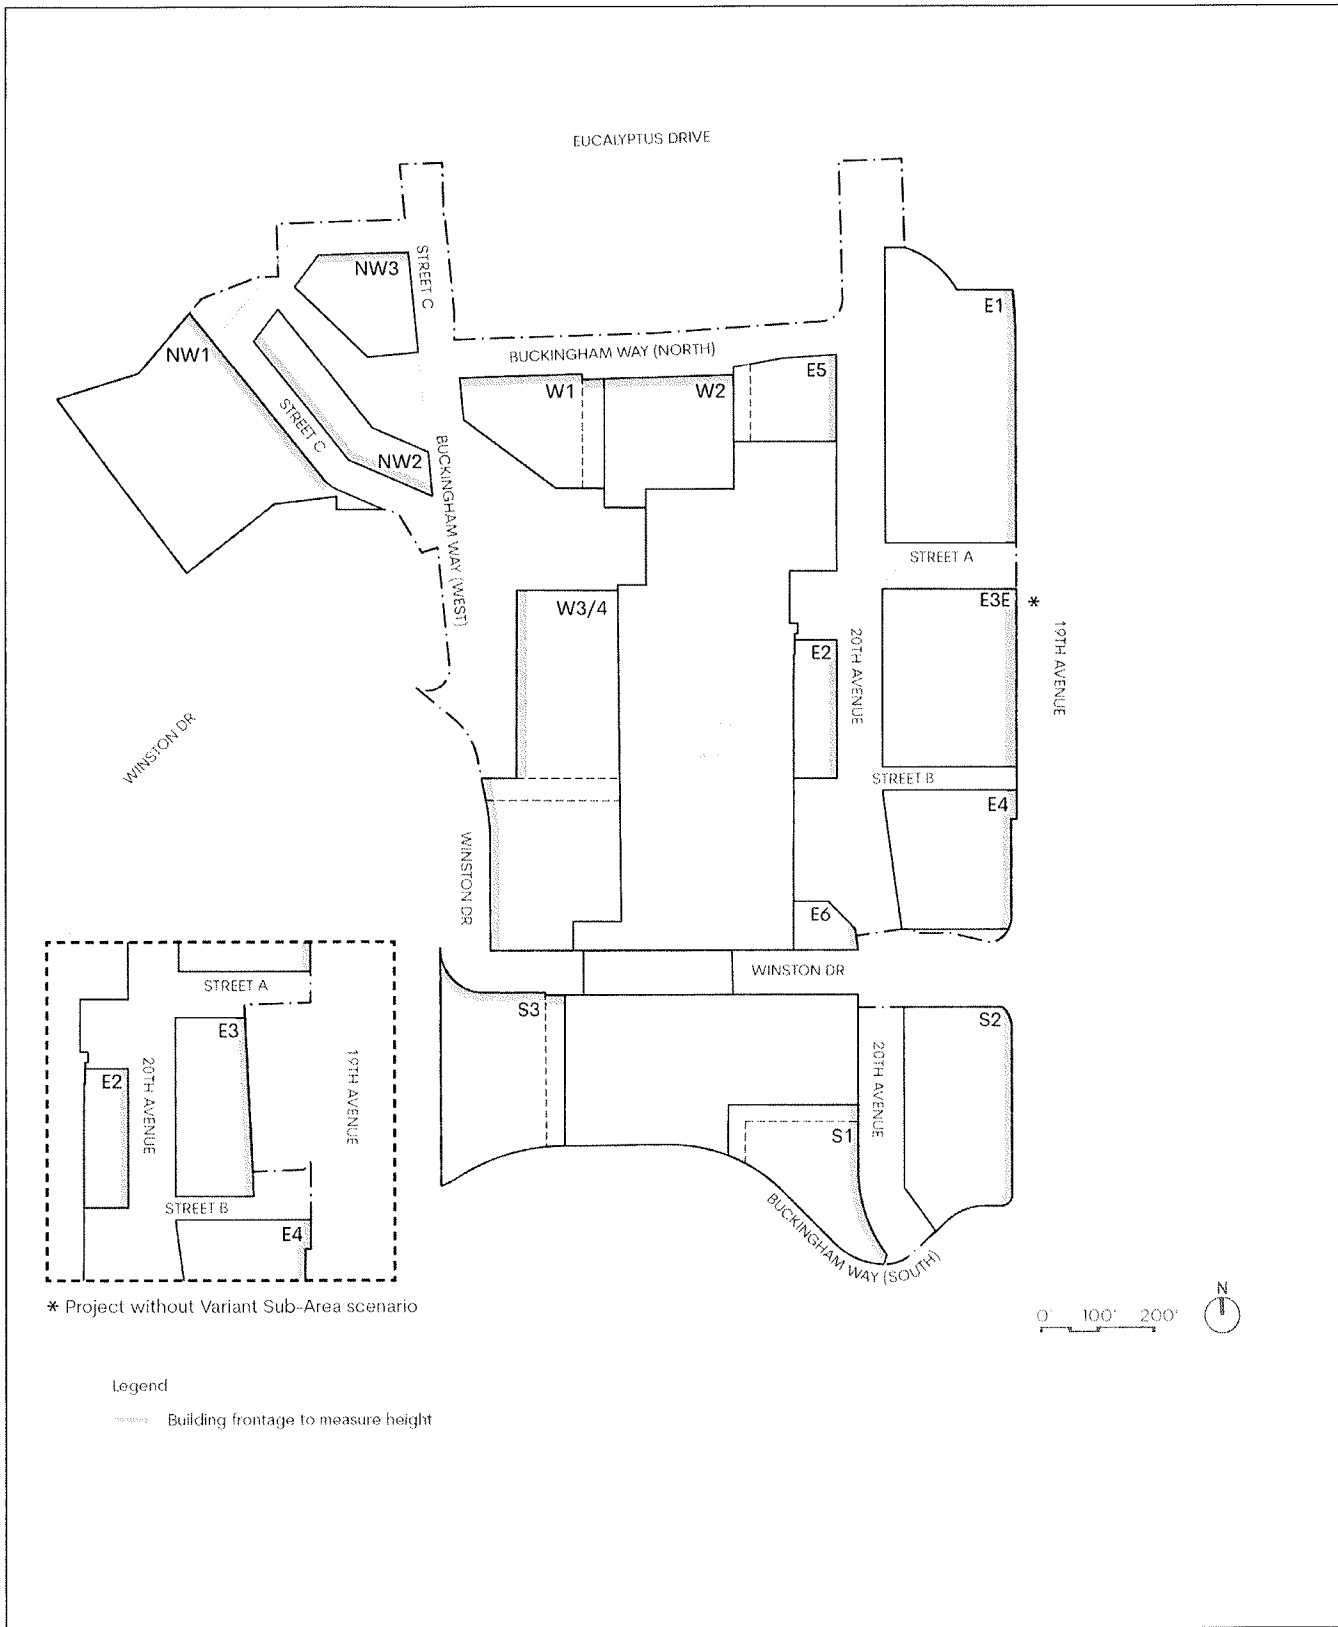 EUCALYPTUS DRIVE
NW3
STREET C
E1
NW1
BUCKINGHAM WAY (NORTH)
E5
W1
W2
STREET C
NW2
BUCKINGHAM WAY (WEST)
STREET A
W3/4
E3E *
E2
20TH AVENUE
19TH AVENUE
WINSTON DR
STREET B
E4
WINSTON DR
E6
WINSTON DR
S3
S2
20TH AVENUE
S1
BUCKINGHAM WAY (SOUTH)
STREET A
E3
E2
20TH AVENUE
19TH AVENUE
STREET B
E4
* Project without Variant Sub-Area scenario
N
0' 100' 200'
Legend
Building frontage to measure height